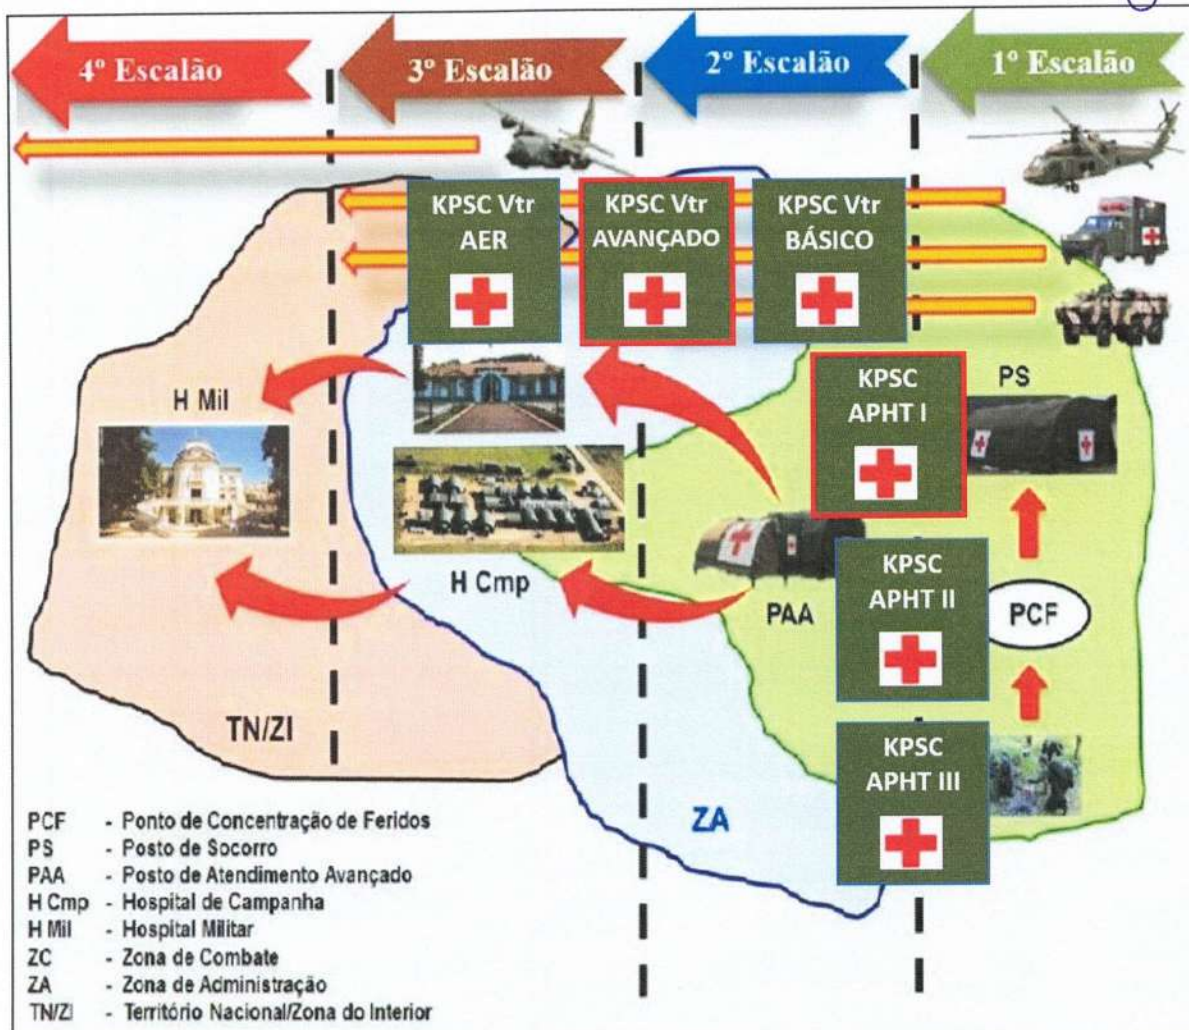 4º Escalão
3º Escalão
2º Escalão
1º Escalão
KPSC Vtr
AER
KPSC Vtr
AVANÇADO
KPSC Vtr
BÁSICO
KPSC
APHT I
PS
H Mil
H Cmp
PAA
KPSC
APHT II
PCF
TN/ZI
KPSC
APHT III
ZA
PCF - Ponto de Concentração de Feridos
PS - Posto de Socorro
PAA - Posto de Atendimento Avançado
H Cmp - Hospital de Campanha
H Mil - Hospital Militar
ZC - Zona de Combate
ZA - Zona de Administração
TN/ZI - Território Nacional/Zona do Interior